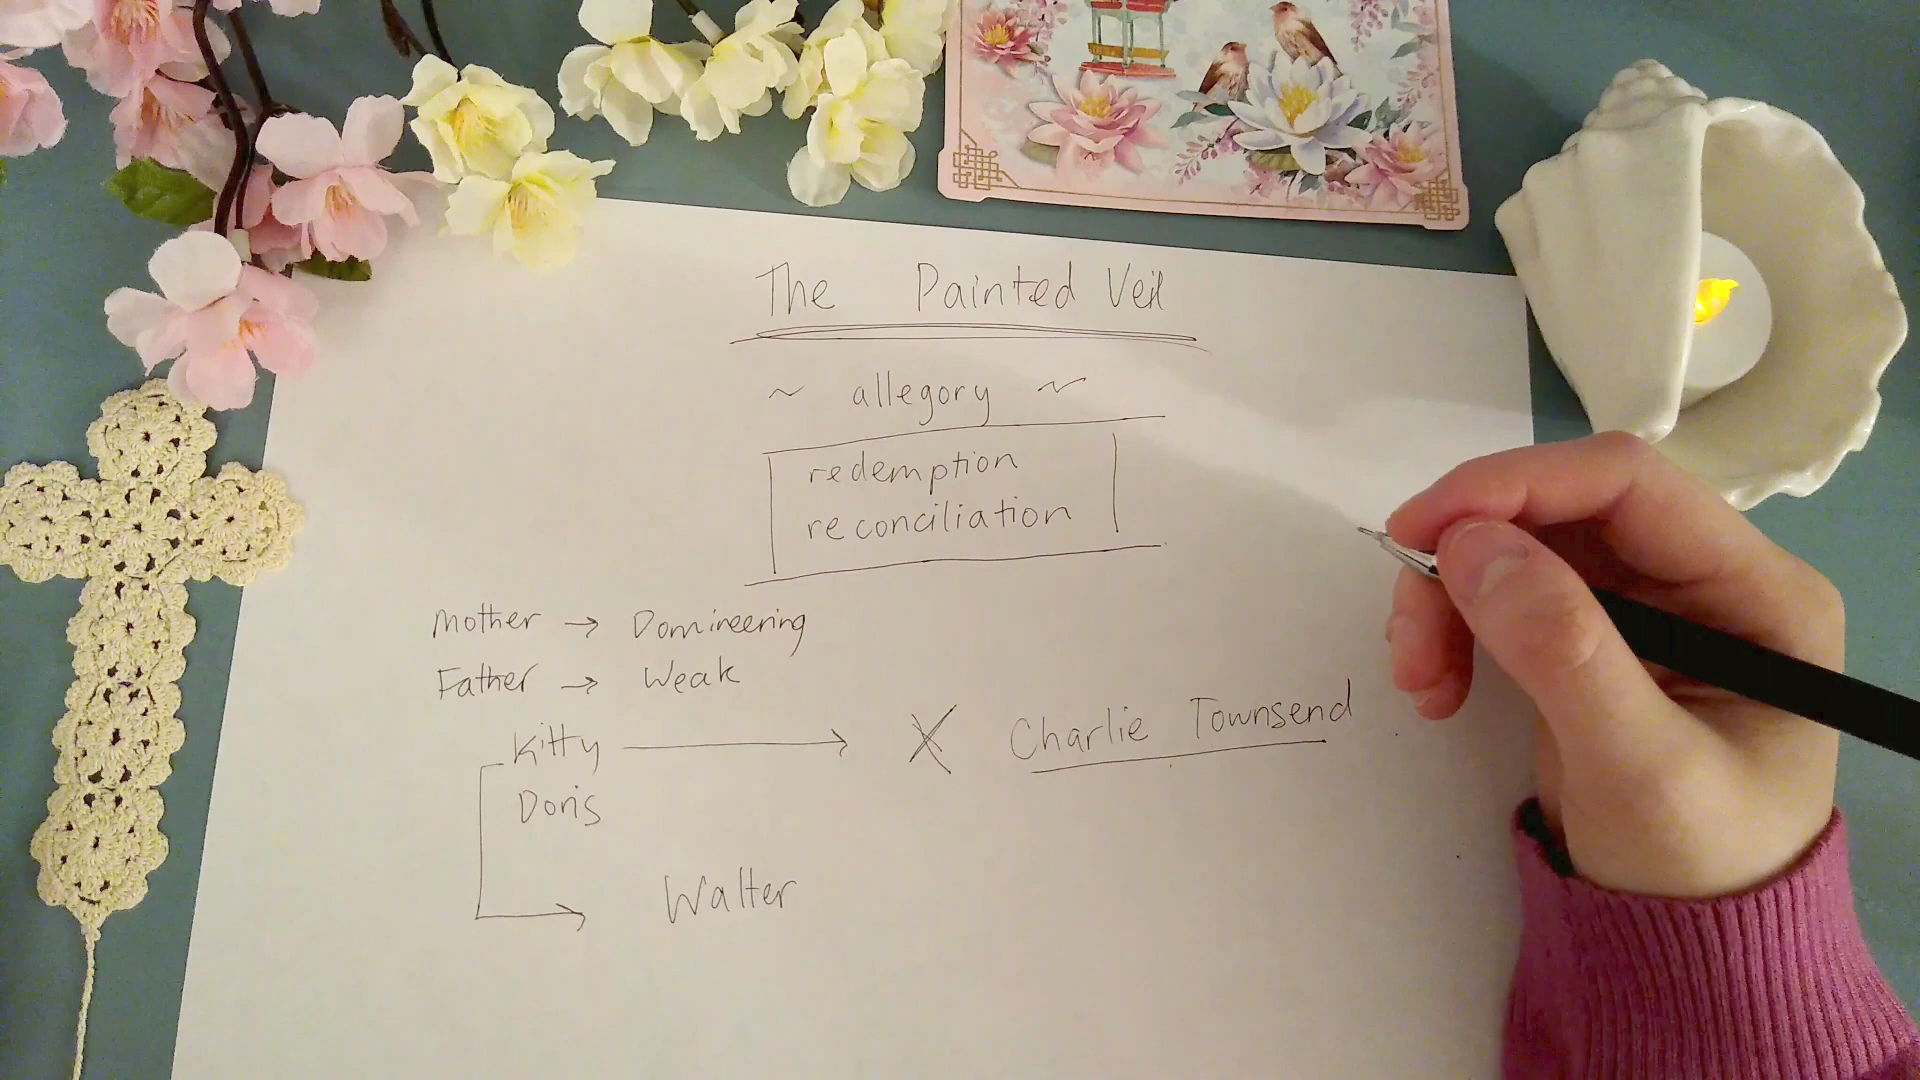 The Painted Veil
~ allegory ~
redemption
reconciliation
Mother → Domineering
Father → Weak
Kitty → X Charlie Townsend
Doris
→ Walter